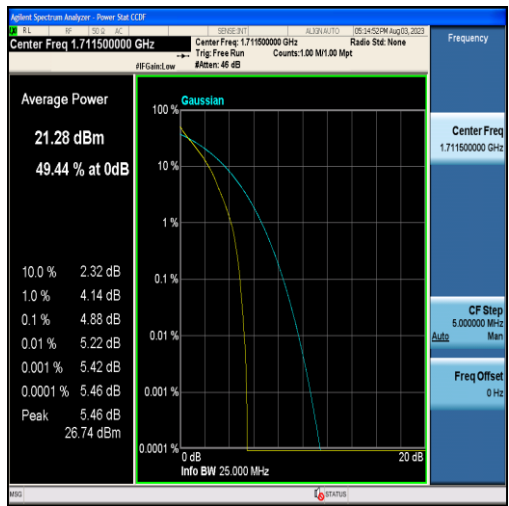 Agilent Spectrum Analyzer - Power Stat CCDF
RL RF 50 Ω AC SENSE:INT ALIGN AUTO 05:14:52PM Aug 03, 2023
Center Freq 1.711500000 GHz
Center Freq: 1.711500000 GHz Radio Std: None
Trig: Free Run Counts:1.00 M/1.00 Mpt
#IFGain:Low #Atten: 46 dB
Frequency
Average Power
21.28 dBm
49.44 % at 0dB
10.0 % 2.32 dB
1.0 % 4.14 dB
0.1 % 4.88 dB
0.01 % 5.22 dB
0.001 % 5.42 dB
0.0001 % 5.46 dB
Peak 5.46 dB
26.74 dBm
Gaussian
100 %
10 %
1 %
0.1 %
0.01 %
0.001 %
0.0001 %
0 dB 20 dB
Info BW 25.000 MHz
Center Freq
1.711500000 GHz
CF Step
5.000000 MHz
Auto Man
Freq Offset
0 Hz
MSG STATUS